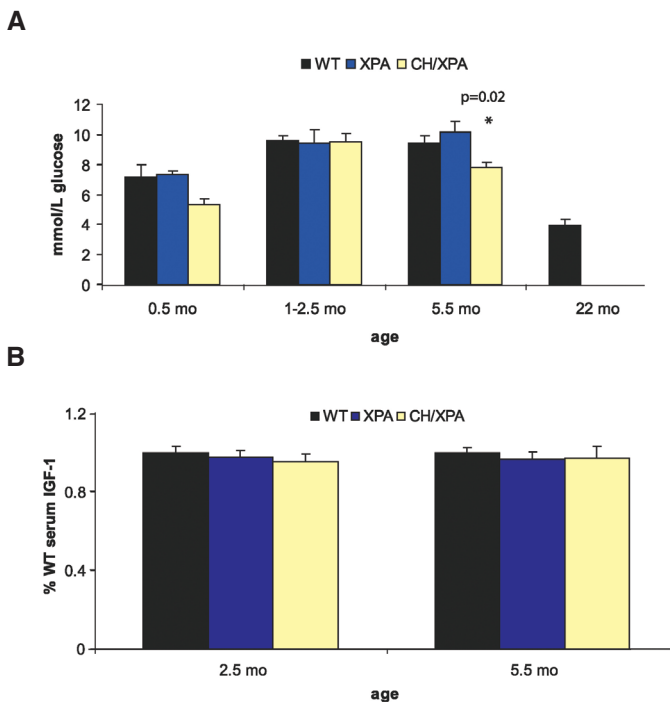 A
WT XPA CH/XPA
p=0.02
*
12
10
8
6
4
2
0
mmol/L glucose
0.5 mo 1-2.5 mo 5.5 mo 22 mo
age
B
WT XPA CH/XPA
1.2
0.8
0.4
0
% WT serum IGF-1
2.5 mo 5.5 mo
age